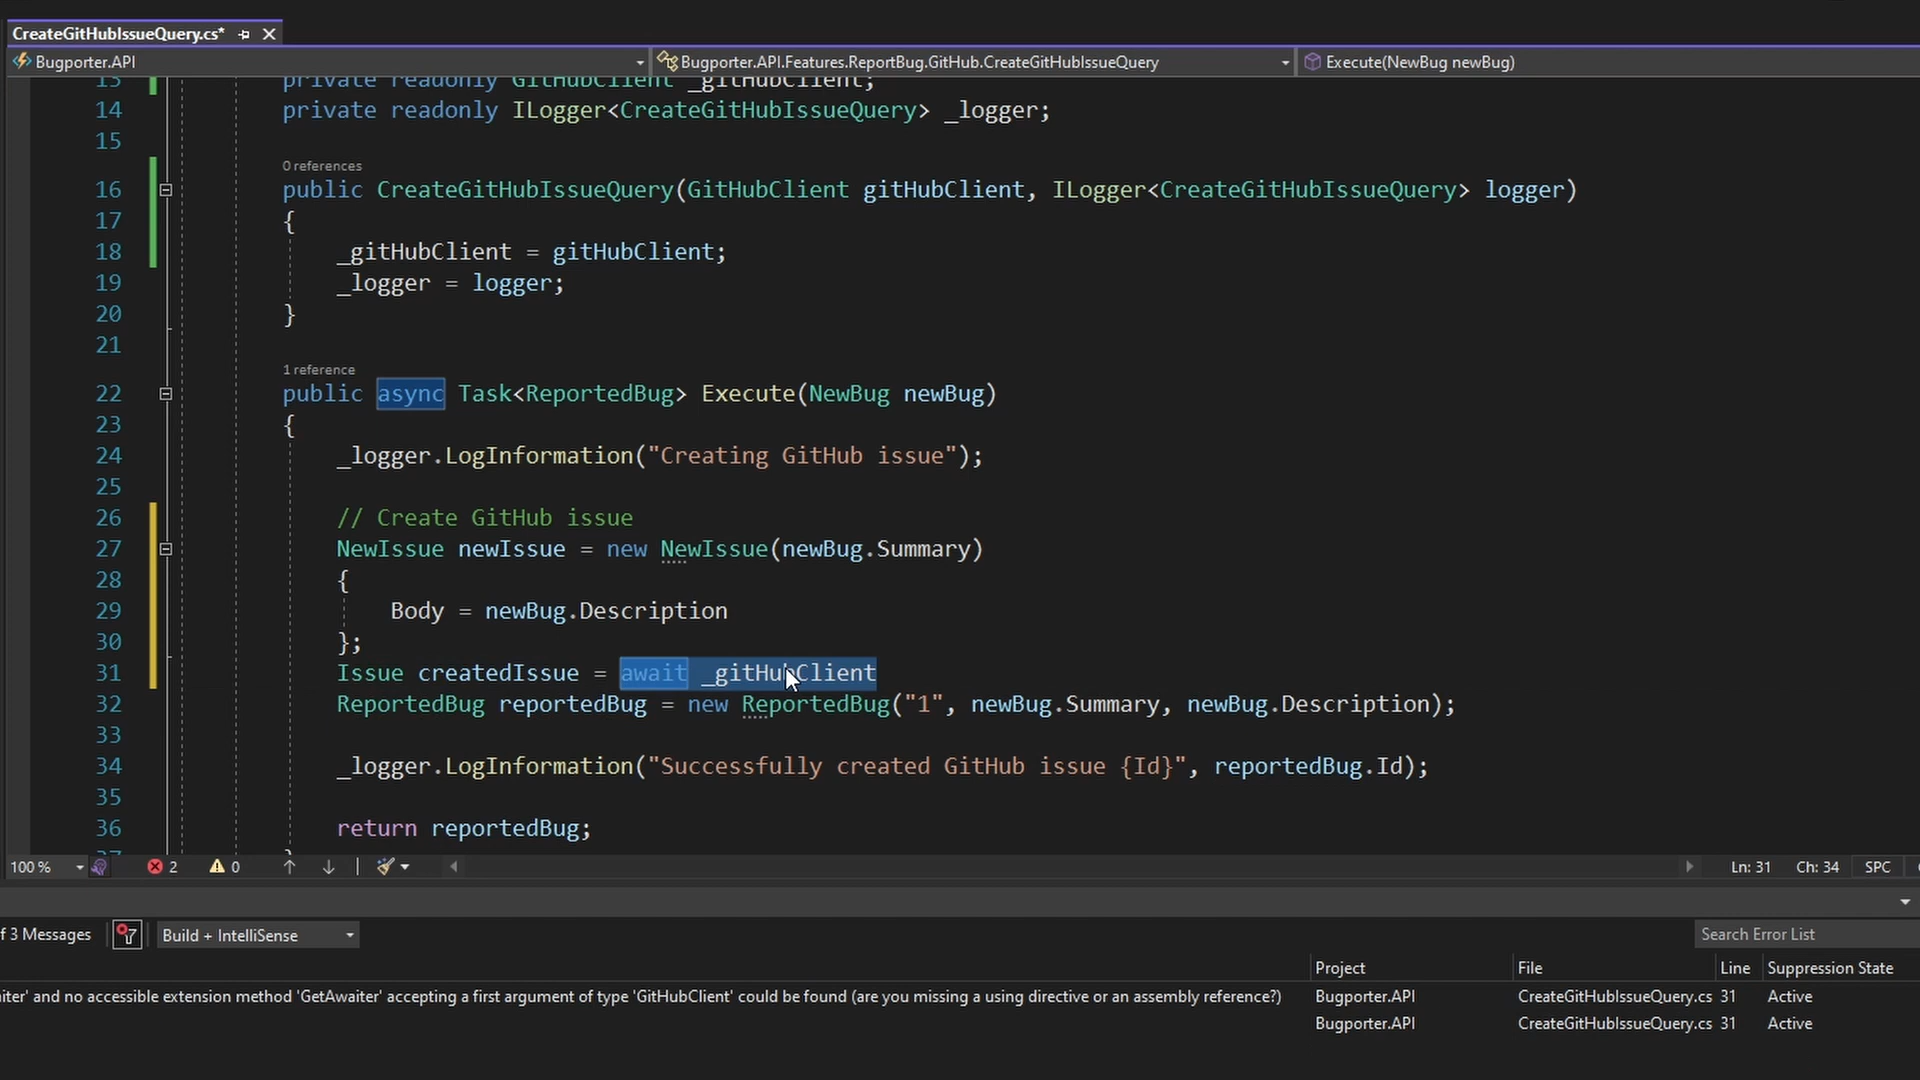 CreateGitHubIssueQuery.cs*
Bugporter.API
Bugporter.API.Features.ReportBug.GitHub.CreateGitHubIssueQuery
Execute(NewBug newBug)
13 private readonly GitHubClient _gitHubClient;
14 private readonly ILogger<CreateGitHubIssueQuery> _logger;
15
0 references
16 public CreateGitHubIssueQuery(GitHubClient gitHubClient, ILogger<CreateGitHubIssueQuery> logger)
17 {
18 _gitHubClient = gitHubClient;
19 _logger = logger;
20 }
21
1 reference
22 public async Task<ReportedBug> Execute(NewBug newBug)
23 {
24 _logger.LogInformation("Creating GitHub issue");
25
26 // Create GitHub issue
27 NewIssue newIssue = new NewIssue(newBug.Summary)
28 {
29 Body = newBug.Description
30 };
31 Issue createdIssue = await _gitHubClient
32 ReportedBug reportedBug = new ReportedBug("1", newBug.Summary, newBug.Description);
33
34 _logger.LogInformation("Successfully created GitHub issue {Id}", reportedBug.Id);
35
36 return reportedBug;
37 }
100 % 2 0 Ln: 31 Ch: 34 SPC
f 3 Messages Build + IntelliSense Search Error List
Project File Line Suppression State
iter' and no accessible extension method 'GetAwaiter' accepting a first argument of type 'GitHubClient' could be found (are you missing a using directive or an assembly reference?) Bugporter.API CreateGitHubIssueQuery.cs 31 Active
Bugporter.API CreateGitHubIssueQuery.cs 31 Active